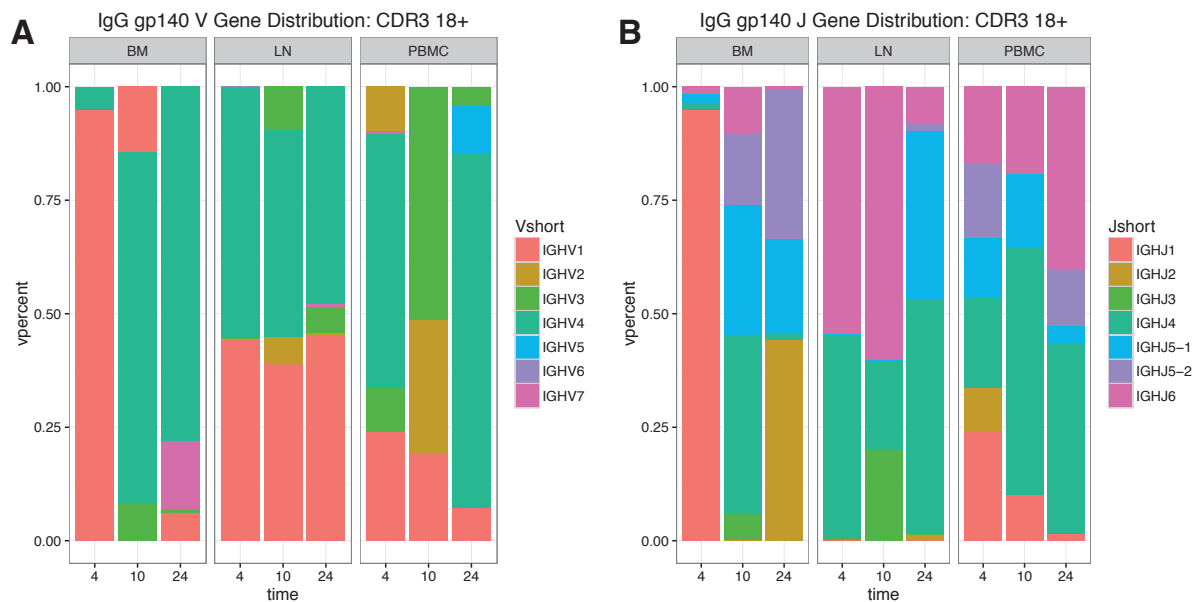 A
IgG gp140 V Gene Distribution: CDR3 18+
BM
LN
PBMC
1.00
0.75
0.50
0.25
0.00
vpercent
4
10
24
4
10
24
4
10
24
time
Vshort
IGHV1
IGHV2
IGHV3
IGHV4
IGHV5
IGHV6
IGHV7
B
IgG gp140 J Gene Distribution: CDR3 18+
BM
LN
PBMC
1.00
0.75
0.50
0.25
0.00
vpercent
4
10
24
4
10
24
4
10
24
time
Jshort
IGHJ1
IGHJ2
IGHJ3
IGHJ4
IGHJ5-1
IGHJ5-2
IGHJ6